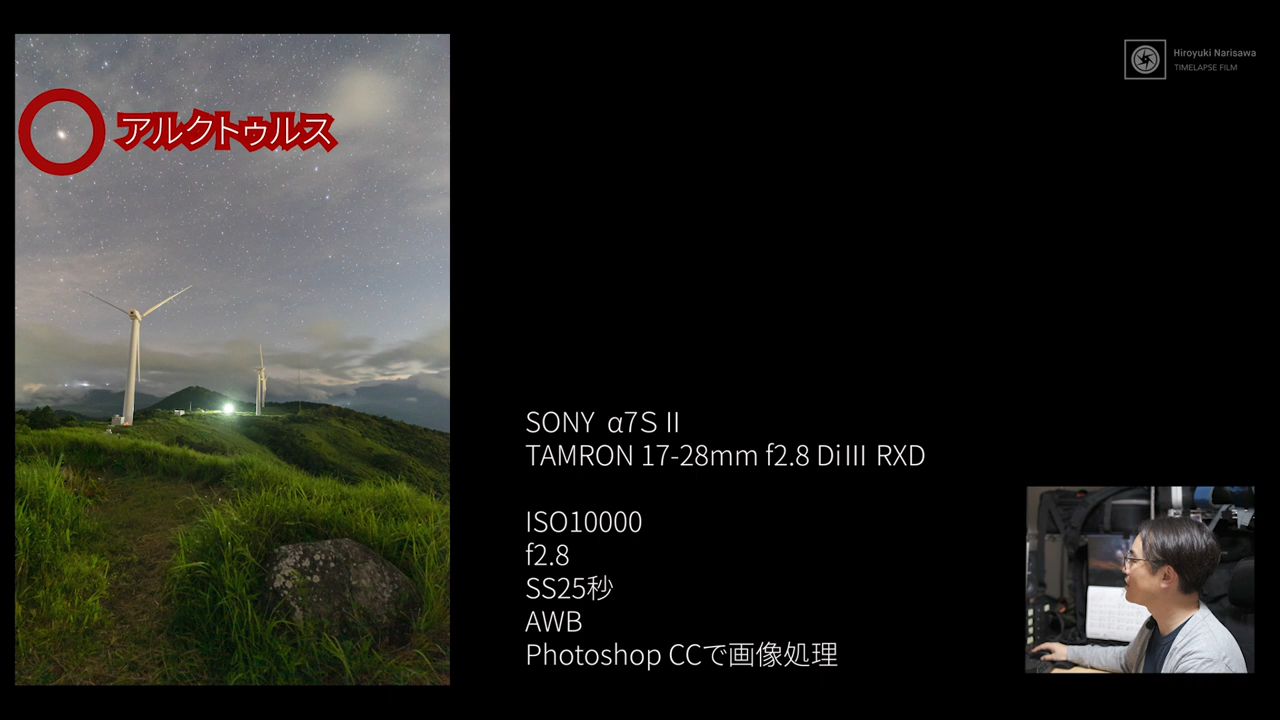 アルクトゥルス
Hiroyuki Narisawa
TIMELAPSE FILM
SONY α7S II
TAMRON 17-28mm f2.8 DiIII RXD
ISO10000
f2.8
SS25秒
AWB
Photoshop CCで画像処理